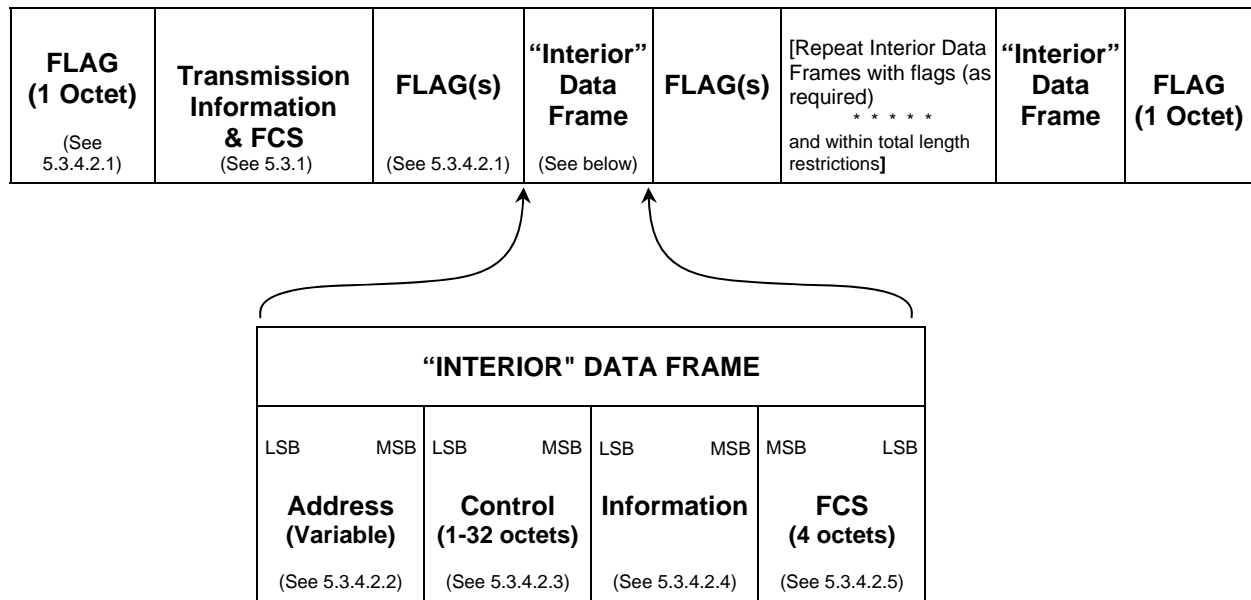 FLAG
(1 Octet)
(See
5.3.4.2.1)
Transmission
Information
& FCS
(See 5.3.1)
FLAG(s)
(See 5.3.4.2.1)
“Interior”
Data
Frame
(See below)
FLAG(s)
[Repeat Interior Data
Frames with flags (as
required)
* * * * *
and within total length
restrictions]
“Interior”
Data
Frame
FLAG
(1 Octet)
“INTERIOR" DATA FRAME
LSB MSB
Address
(Variable)
(See 5.3.4.2.2)
LSB MSB
Control
(1-32 octets)
(See 5.3.4.2.3)
LSB MSB
Information
(See 5.3.4.2.4)
MSB LSB
FCS
(4 octets)
(See 5.3.4.2.5)